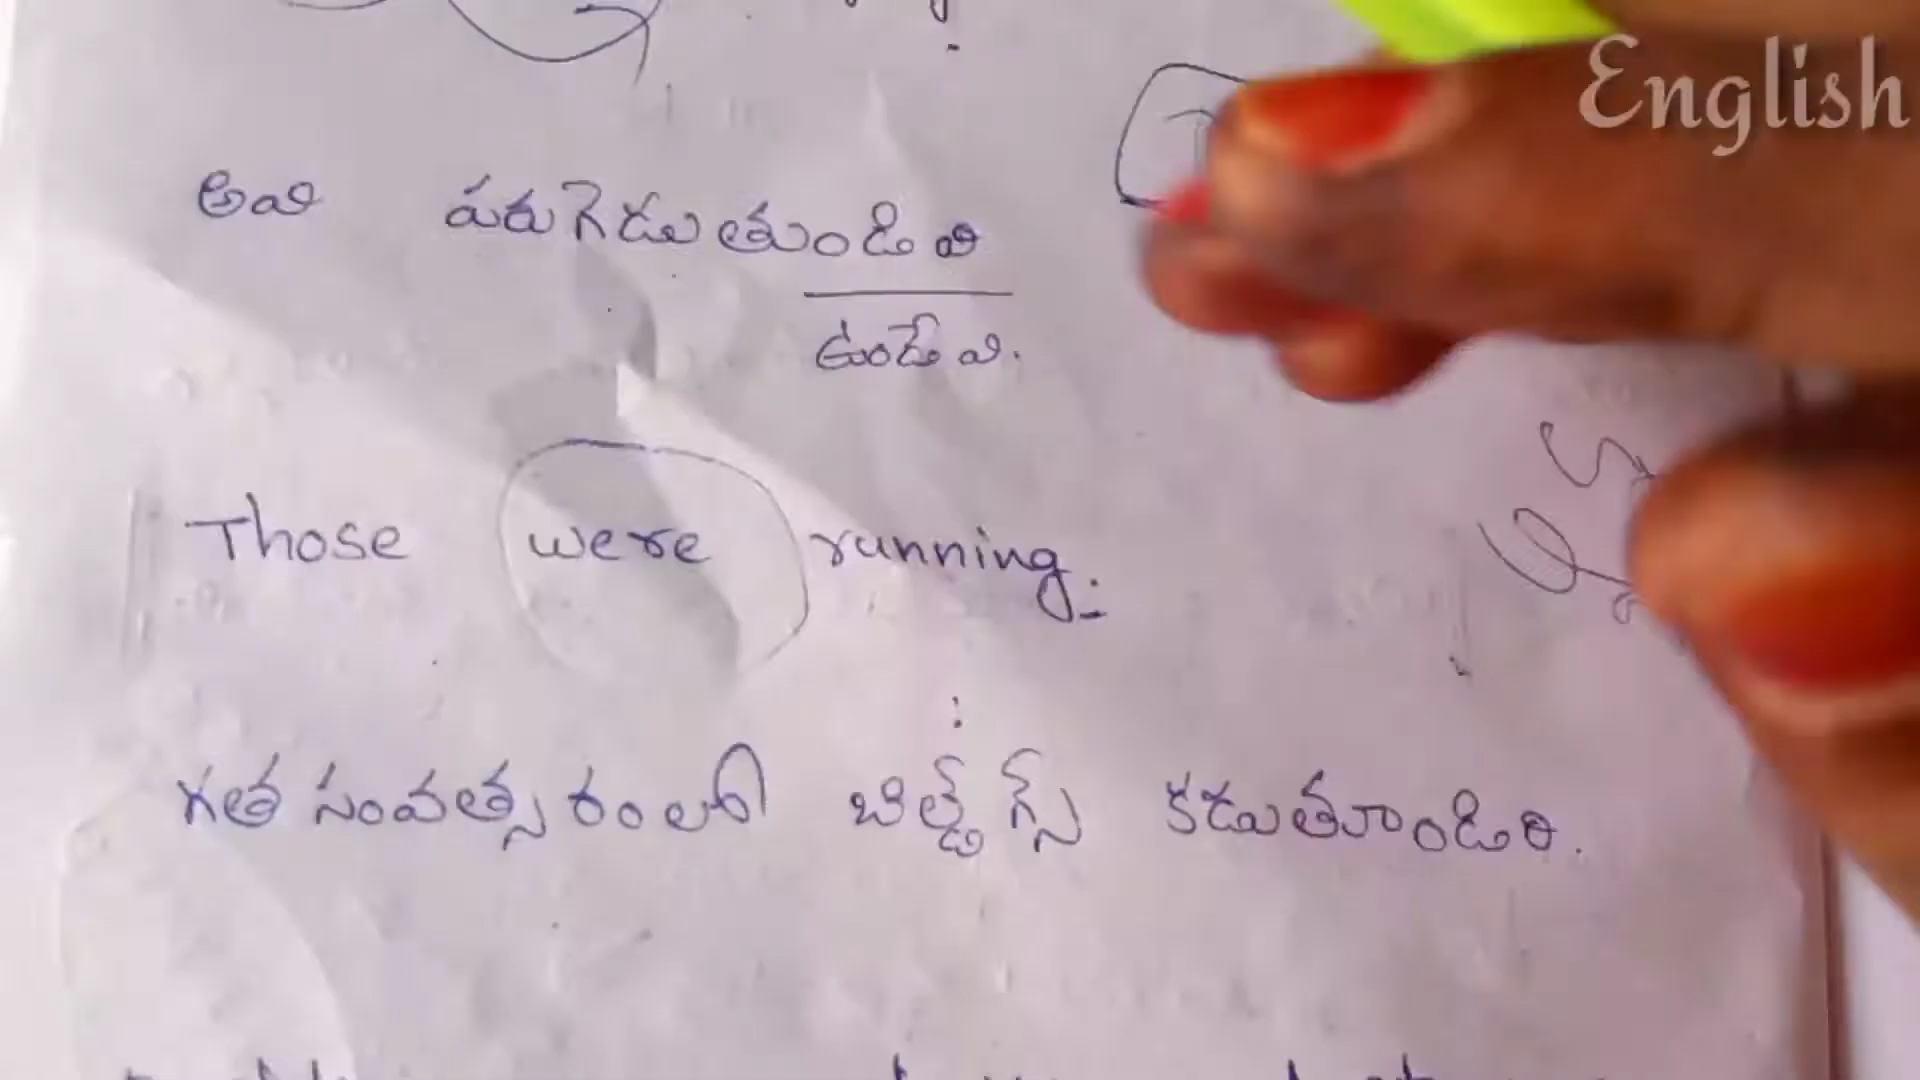 English
అవి పరుగెడుతుండివి
ఉండేవి.
Those were running.
గత సంవత్సరంలో బిల్డింగ్స్ కడుతూండిరి.